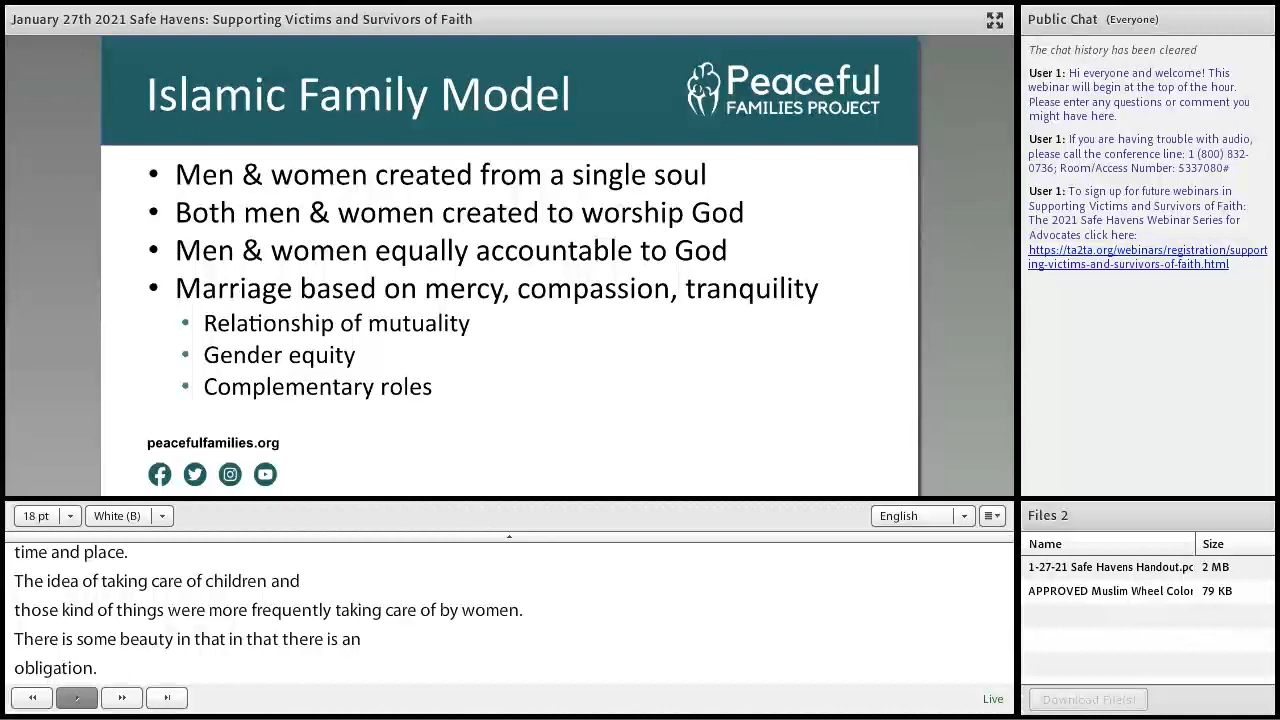 January 27th 2021 Safe Havens: Supporting Victims and Survivors of Faith
Islamic Family Model
Peaceful
FAMILIES PROJECT
• Men & women created from a single soul
• Both men & women created to worship God
• Men & women equally accountable to God
• Marriage based on mercy, compassion, tranquility
• Relationship of mutuality
• Gender equity
• Complementary roles
peacefulfamilies.org
18 pt
White (B)
English
time and place.
The idea of taking care of children and
those kind of things were more frequently taking care of by women.
There is some beauty in that in that there is an
obligation.
Live
Public Chat (Everyone)
The chat history has been cleared
User 1: Hi everyone and welcome! This
webinar will begin at the top of the hour.
Please enter any questions or comment you
might have here.
User 1: If you are having trouble with audio,
please call the conference line: 1 (800) 832-
0736; Room/Access Number: 5337080#
User 1: To sign up for future webinars in
Supporting Victims and Survivors of Faith:
The 2021 Safe Havens Webinar Series for
Advocates click here:
https://ta2ta.org/webinars/registration/support
ing-victims-and-survivors-of-faith.html
Files 2
Name Size
1-27-21 Safe Havens Handout.pc 2 MB
APPROVED Muslim Wheel Color 79 KB
Download File(s)